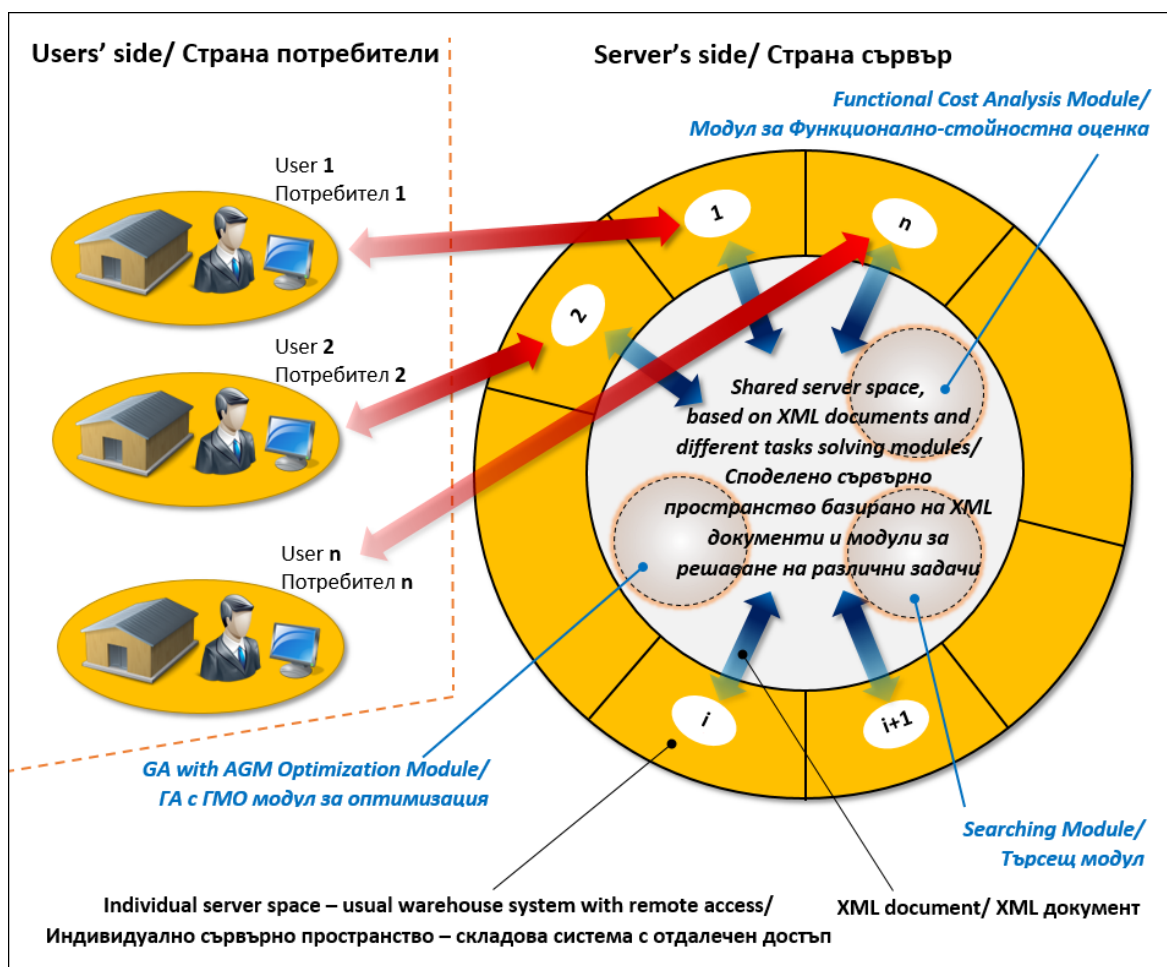 Users’ side/ Страна потребители
Server’s side/ Страна сървър
Functional Cost Analysis Module/
Модул за Функционално-стойностна оценка
User 1
Потребител 1
User 2
Потребител 2
User n
Потребител n
1
n
2
Shared server space,
based on XML documents and
different tasks solving modules/
Споделено сървърно
пространство базирано на XML
документи и модули за
решаване на различни задачи
i
i+1
GA with AGM Optimization Module/
ГА с ГМО модул за оптимизация
Searching Module/
Търсещ модул
Individual server space – usual warehouse system with remote access/
Индивидуално сървърно пространство – складова система с отдалечен достъп
XML document/ XML документ